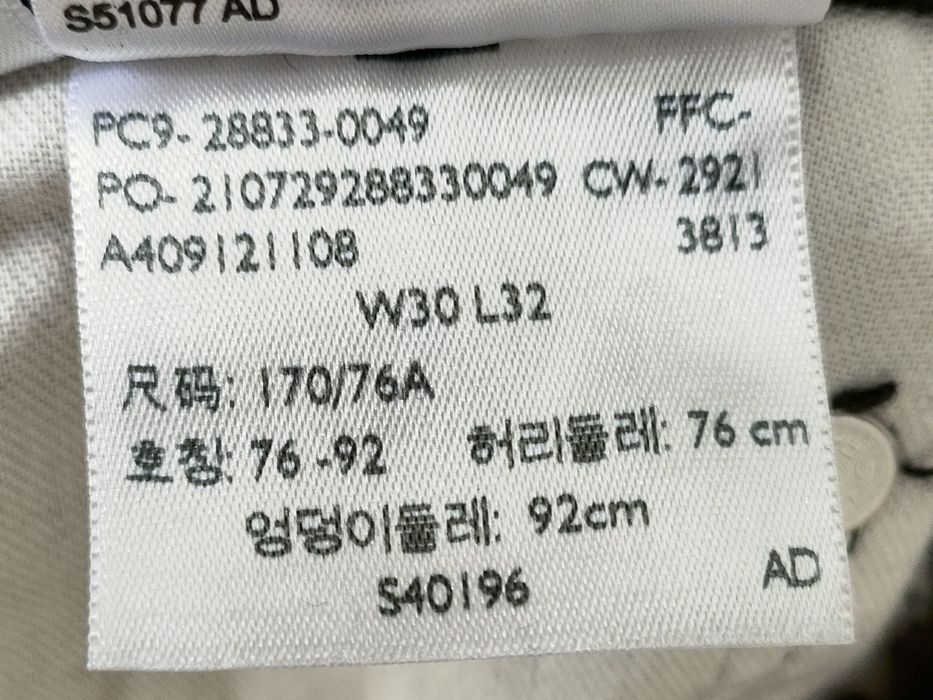 S51077 AD
PC9- 28833-0049 FFC-
PO- 210729288330049 CW- 2921
A409121108 3813
W30 L32
尺码: 170/76A
호칭: 76 -92 허리둘레: 76 cm
엉덩이둘레: 92cm
S40196 AD